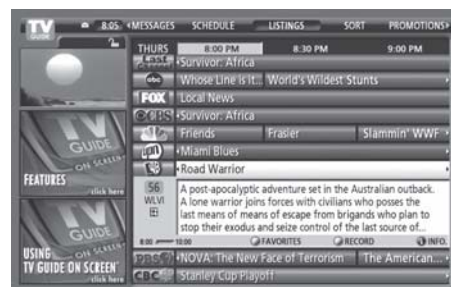 TV GUIDE 8:05 MESSAGES SCHEDULE LISTINGS SORT PROMOTIONS
THURS 8:00 PM 8:30 PM 9:00 PM
Survivor: Africa
abc Whose Line is it... World's Wildest Stunts
FOX Local News
CBS Survivor: Africa
Friends Frasier Slammin' WWF
upn Miami Blues
Road Warrior
56
WLVI
A post-apocalyptic adventure set in the Australian outback.
A lone warrior joins forces with civilians who posses the
last means of means of escape from brigands who plan to
stop their exodus and seize control of the last source of...
8:00 10:00 FAVORITES RECORD INFO.
PBS NOVA: The New Face of Terrorism The American...
CBC Stanley Cup Playoff
TV
GUIDE
ON SCREEN
FEATURES
click here
TV
GUIDE
ON SCREEN
USING
TV GUIDE ON SCREEN
click here